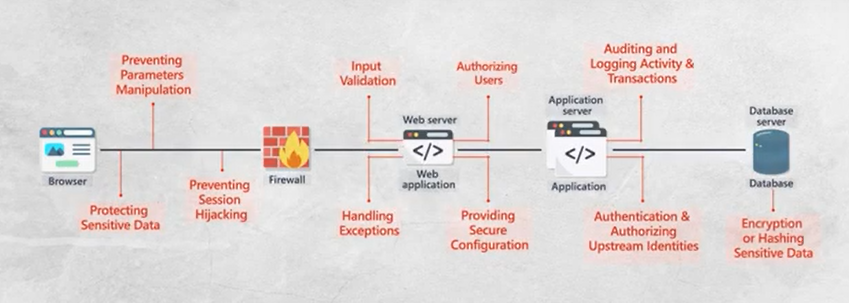 Preventing
Parameters
Manipulation
Input
Validation
Authorizing
Users
Auditing and
Logging Activity &
Transactions
Web server
Application
server
Database
server
</>
</>
Browser
Firewall
Web
application
Application
Database
Protecting
Sensitive Data
Preventing
Session
Hijacking
Handling
Exceptions
Providing
Secure
Configuration
Authentication &
Authorizing
Upstream Identities
Encryption
or Hashing
Sensitive Data